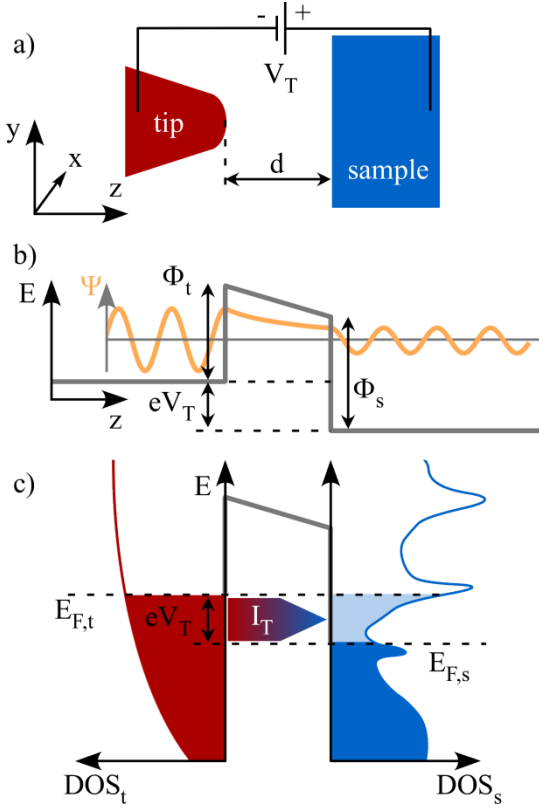 a)
- +
V_T
tip
d
sample
y
x
z
b)
E
Ψ
Φ_t
eV_T
Φ_s
z
c)
E
E_F,t
eV_T
I_T
E_F,s
DOS_t
DOS_s